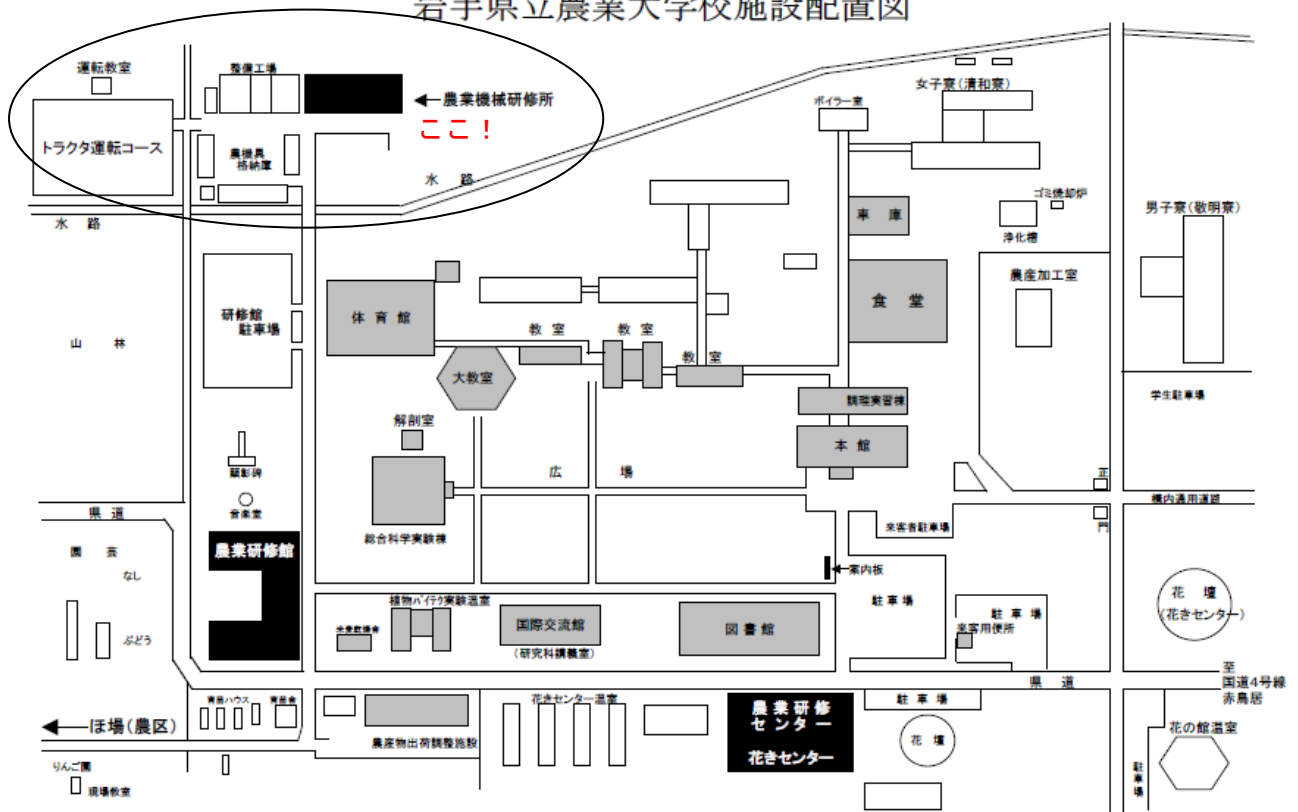 岩手県立農業大学校施設配置図
運転教室
整備工場
←農業機械研修所
ここ！
トラクタ運転コース
農機具
格納庫
水 路
水 路
ボイラー室
女子寮(清和寮)
ゴミ焼却炉
浄化槽
男子寮(敬明寮)
車 庫
食 堂
農産加工室
研修館
駐車場
体 育 館
山 林
教 室
教 室
教 室
大教室
調理実習棟
本 館
学生駐車場
解剖室
広 場
顕彰碑
音楽堂
総合科学実験棟
正
門
構内通用道路
県 道
来客者駐車場
農業研修館
園 芸
なし
ぶどう
←案内板
駐 車 場
駐 車 場
来客用便所
花 壇
(花きセンター)
植物バイテク実験温室
国際交流館
(研究科講義室)
図 書 館
県 道
至
国道4号線
赤鳥居
育苗ハウス
育苗舎
←ほ場(農区)
農産物出荷調整施設
花きセンター温室
農業研修
センター
花きセンター
駐 車 場
花 壇
花の館温室
駐
車
場
りんご園
現場教室